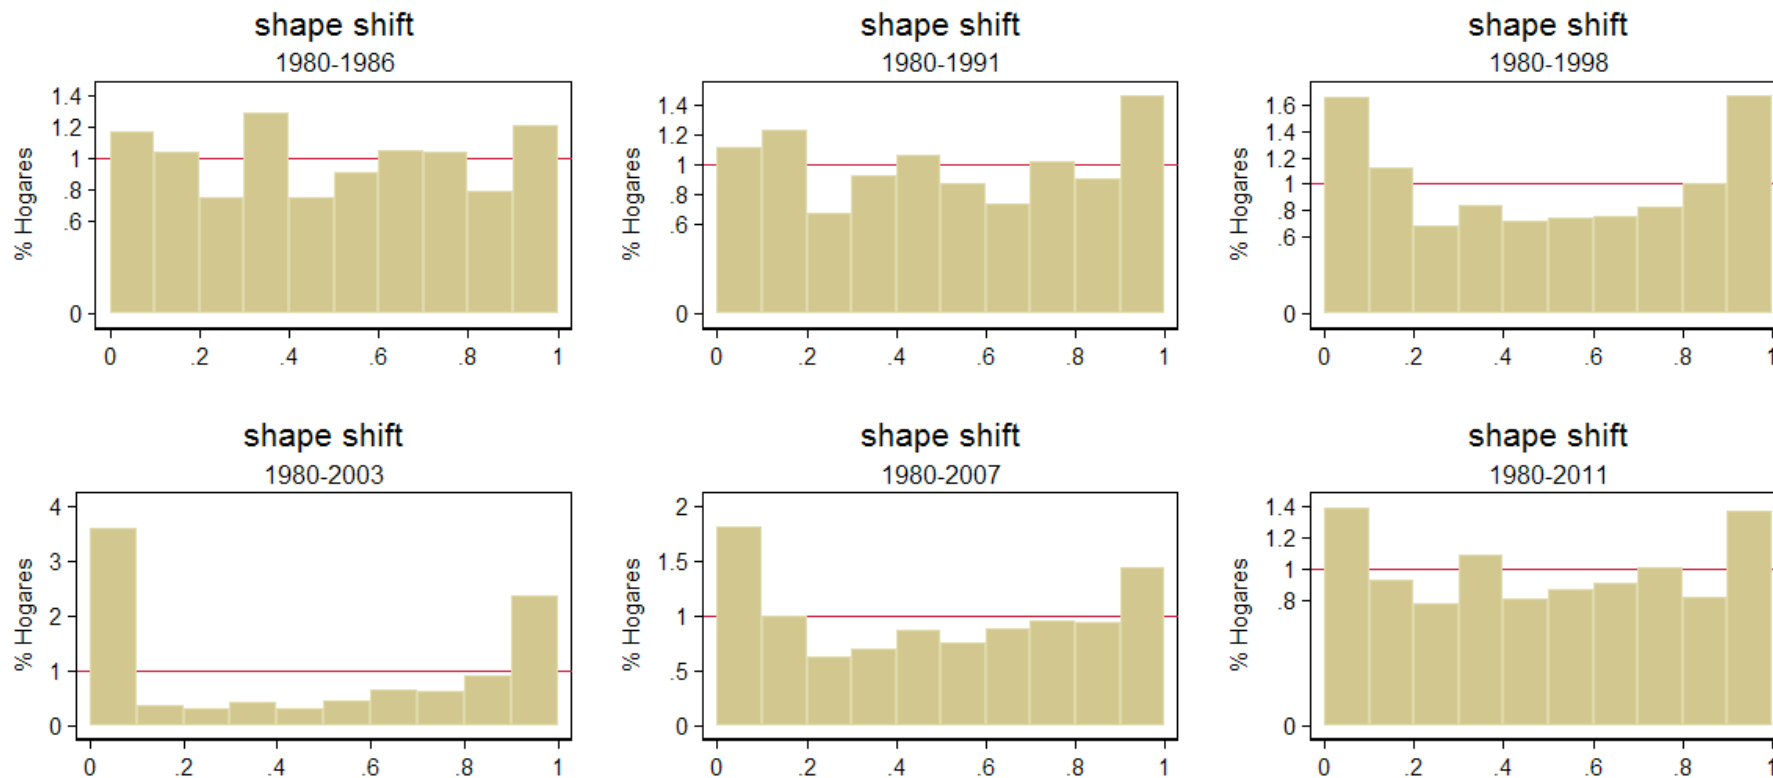 shape shift
1980-1986
% Hogares
1.4
1.2
1
.8
.6
0
0 .2 .4 .6 .8 1
shape shift
1980-1991
% Hogares
1.4
1.2
1
.8
.6
0
0 .2 .4 .6 .8 1
shape shift
1980-1998
% Hogares
1.6
1.4
1.2
1
.8
.6
0
0 .2 .4 .6 .8 1
shape shift
1980-2003
% Hogares
4
3
2
1
0
0 .2 .4 .6 .8 1
shape shift
1980-2007
% Hogares
2
1.5
1
.5
0
0 .2 .4 .6 .8 1
shape shift
1980-2011
% Hogares
1.4
1.2
1
.8
0
0 .2 .4 .6 .8 1